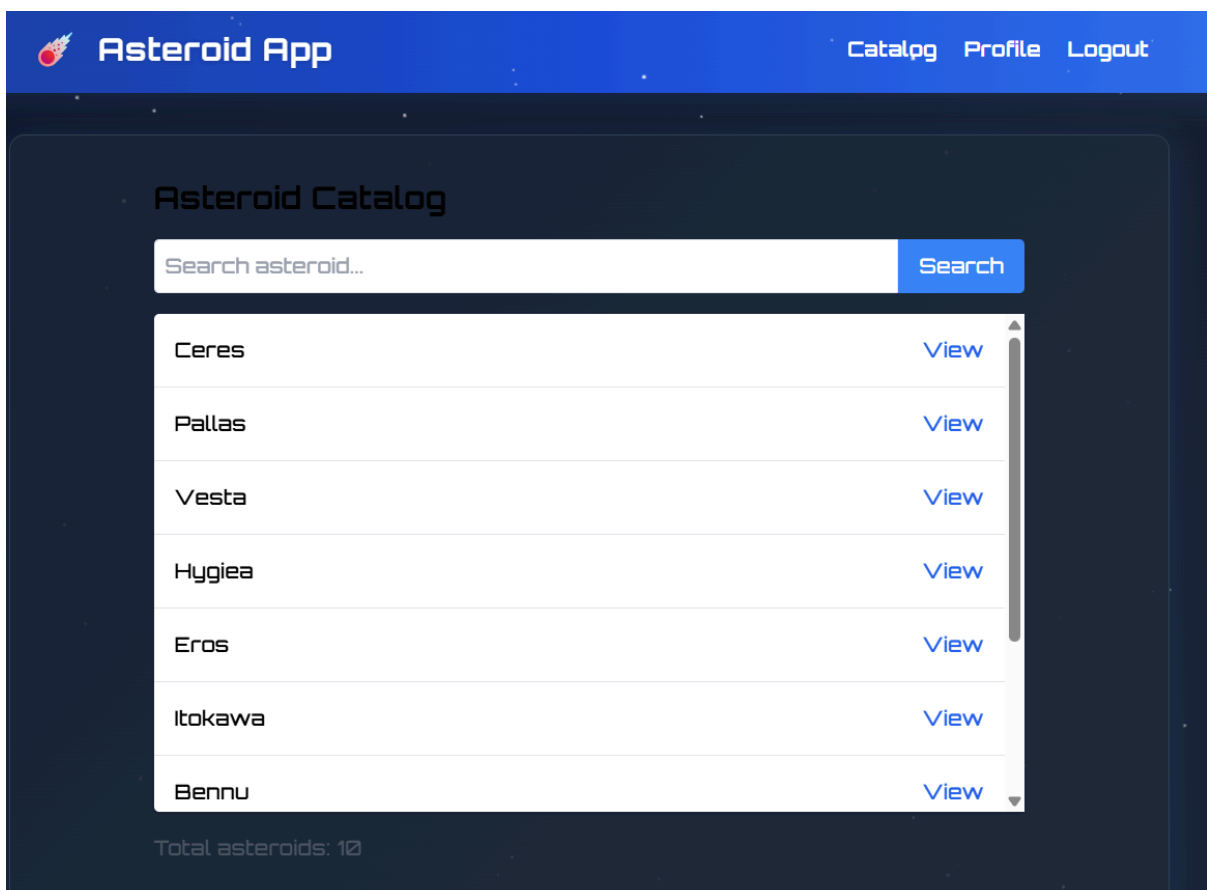 Asteroid App
Catalog Profile Logout
Asteroid Catalog
Search asteroid...
Search
Ceres View
Pallas View
Vesta View
Hygiea View
Eros View
Itokawa View
Bennu View
Total asteroids: 10